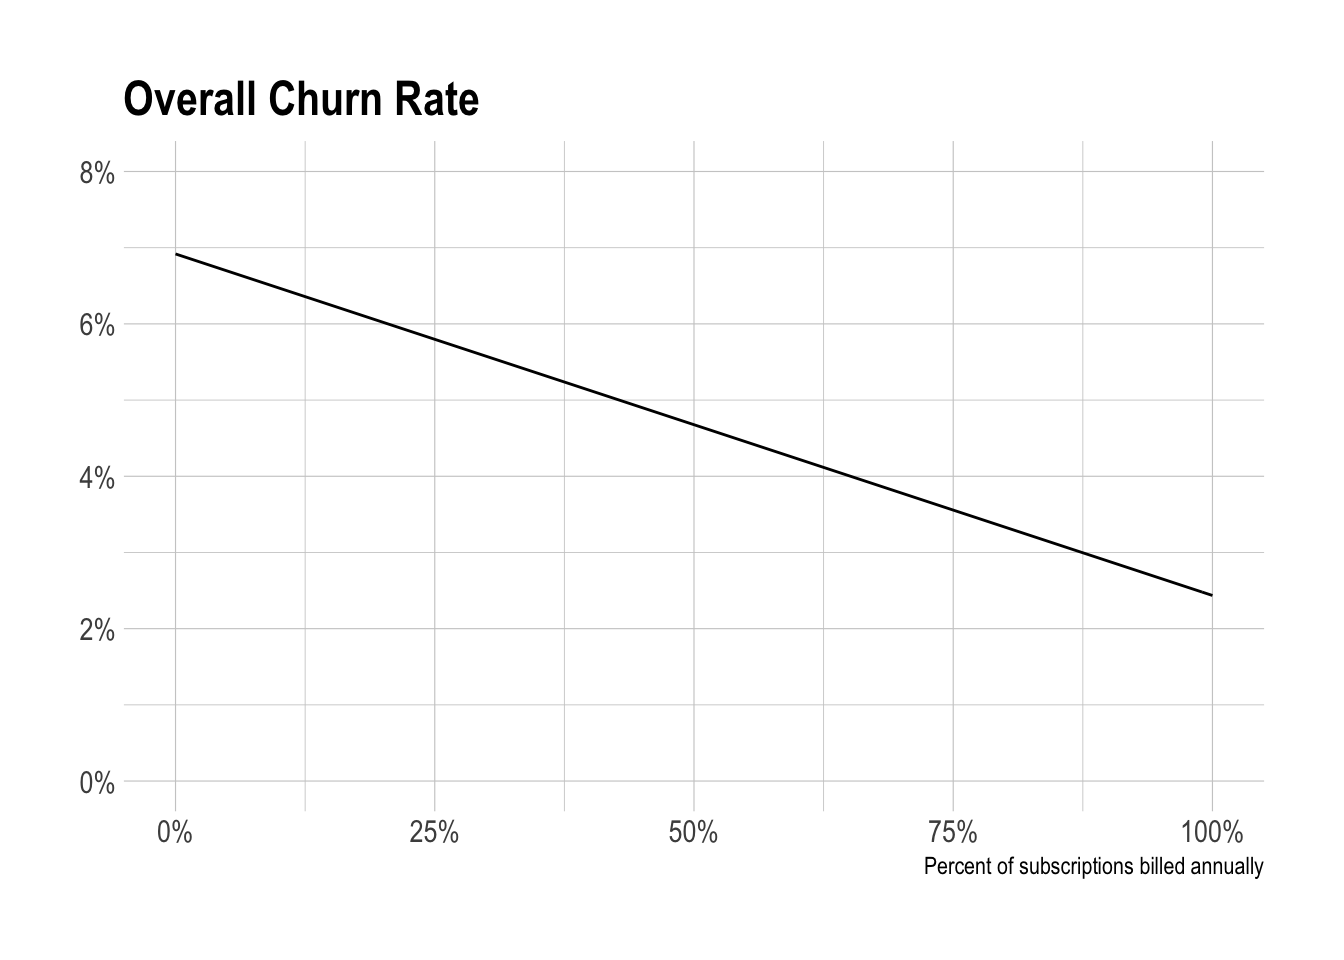 Overall Churn Rate
8%
6%
4%
2%
0%
0% 25% 50% 75% 100%
Percent of subscriptions billed annually